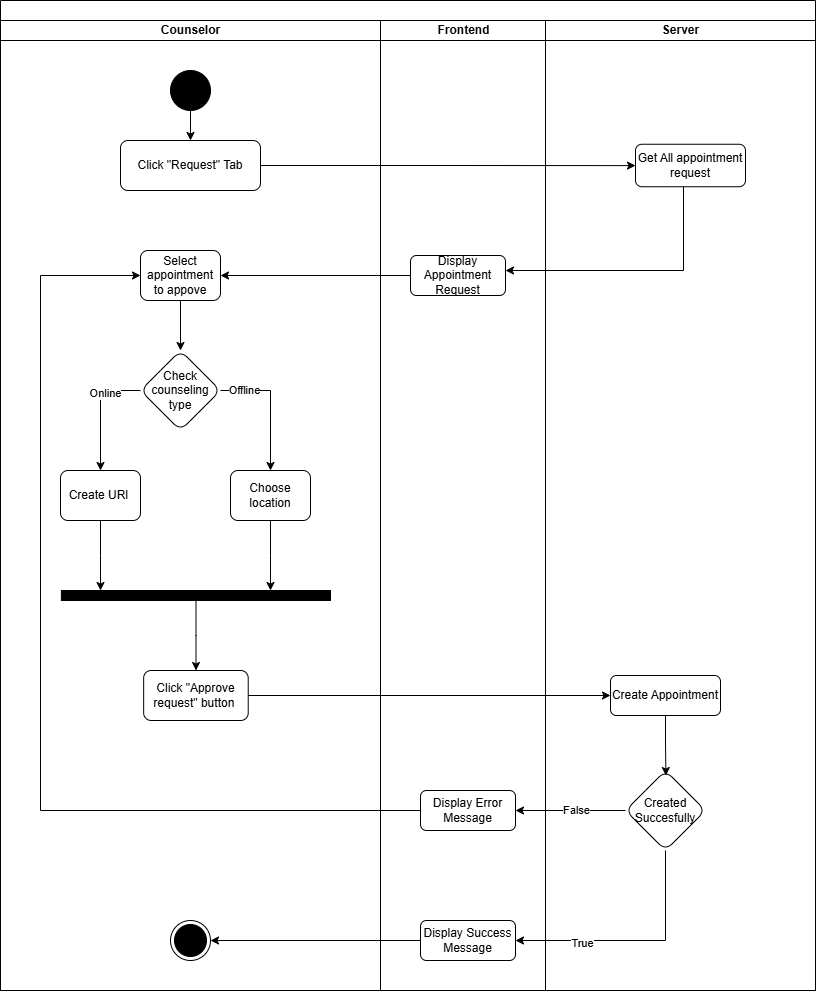 Counselor
Frontend
Server
Click "Request" Tab
Get All appointment
request
Select
appointment
to appove
Display
Appointment
Request
Check
counseling
type
Online
Offline
Create URI
Choose
location
Click "Approve
request" button
Create Appointment
Display Error
Message
False
Created
Succesfully
Display Success
Message
True